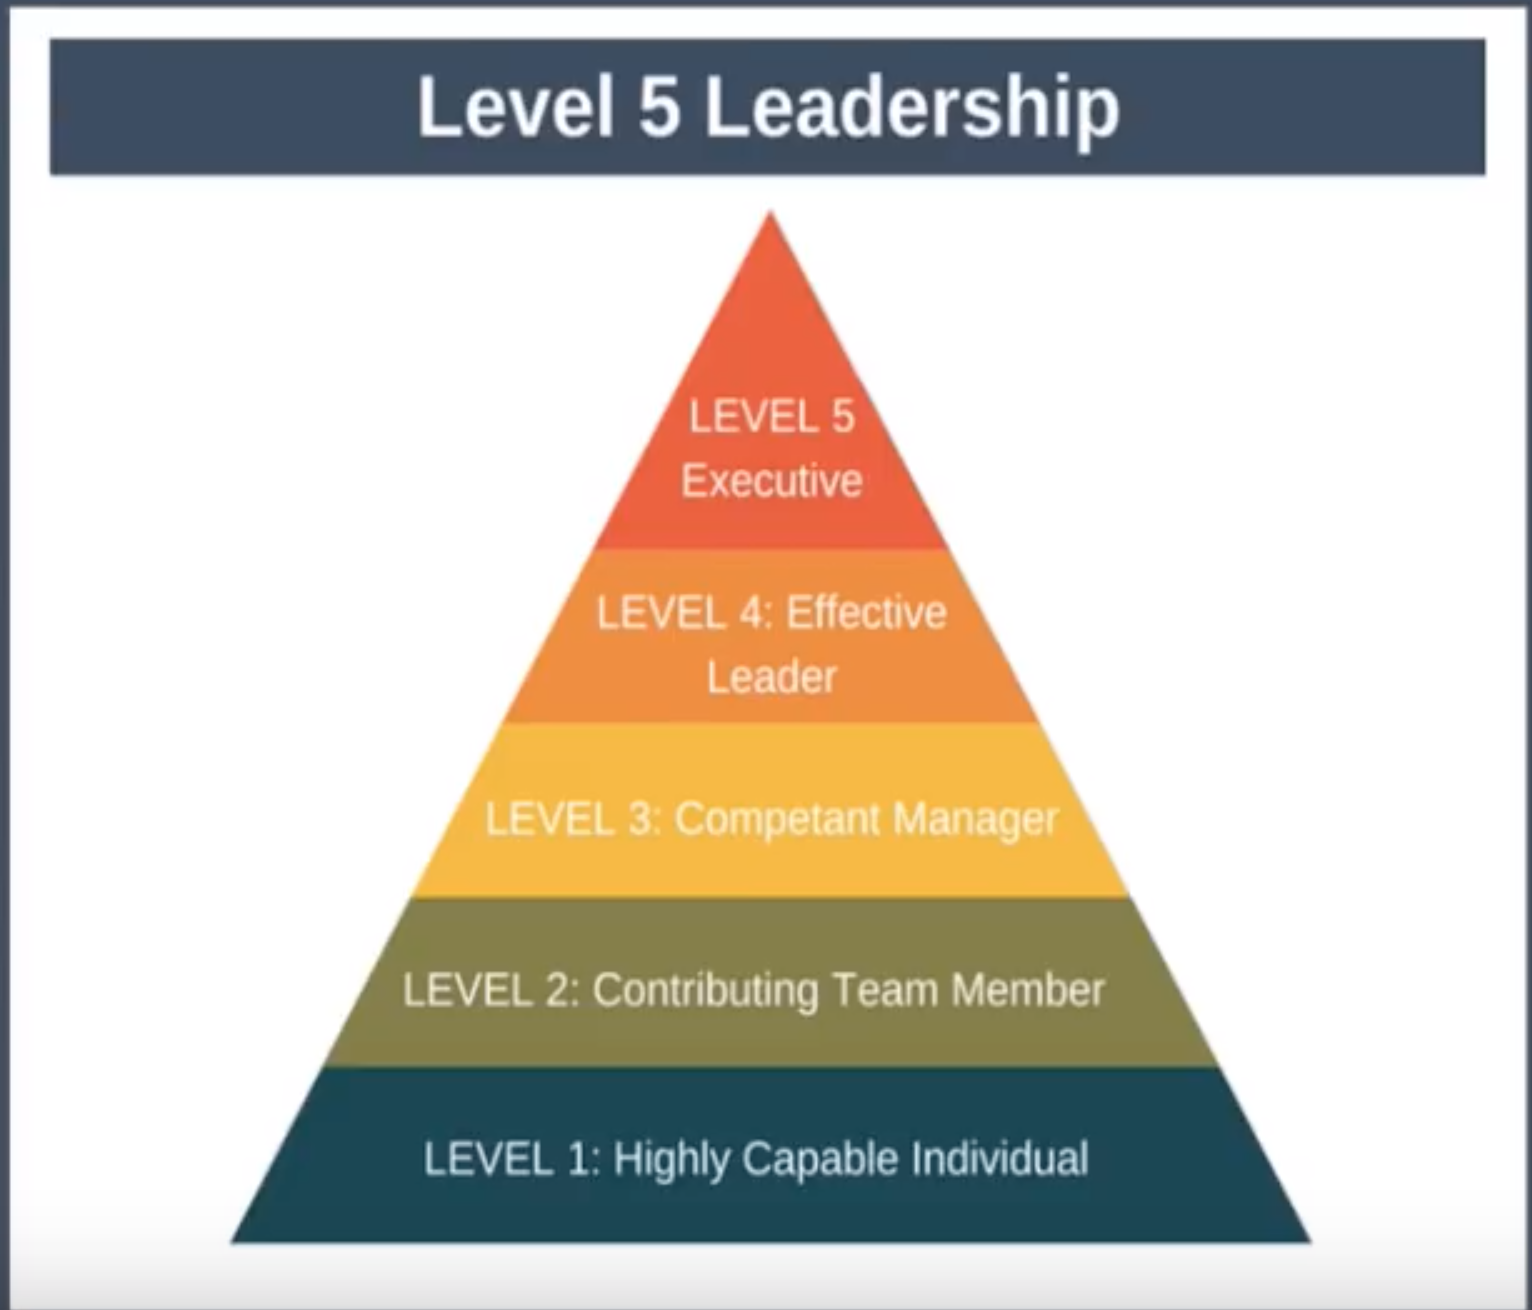 Level 5 Leadership
LEVEL 5
Executive
LEVEL 4: Effective
Leader
LEVEL 3: Competant Manager
LEVEL 2: Contributing Team Member
LEVEL 1: Highly Capable Individual